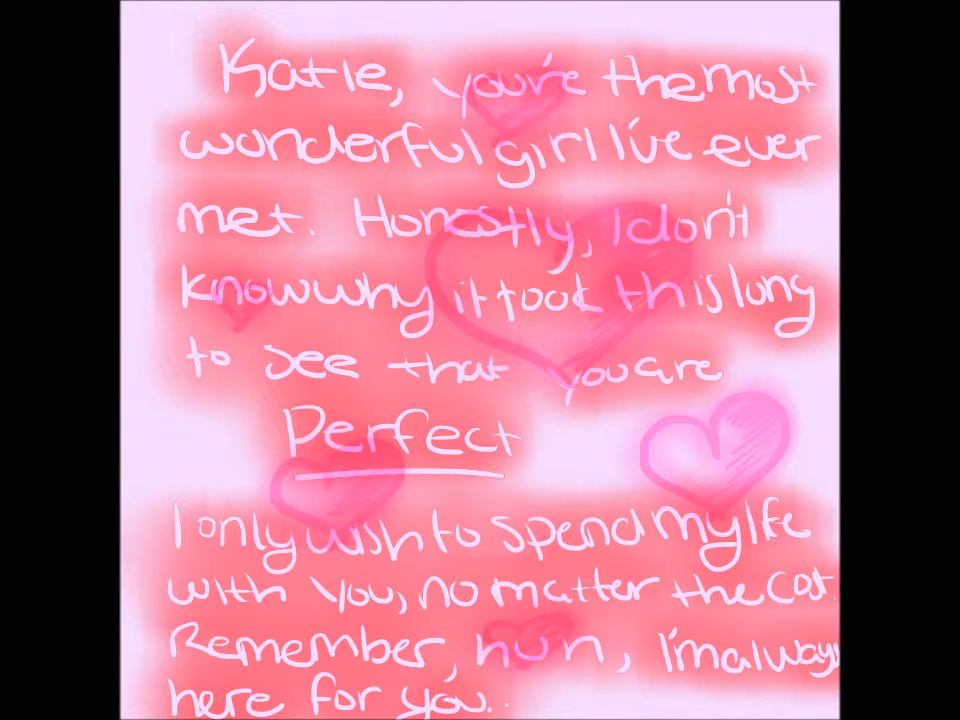 Katie, you're the most
wonderful girl I've ever
met. Honestly, I don't
know why it took this long
to see that you are
Perfect
I only wish to spend my life
with you, no matter the cost.
Remember, hun, I'm always
here for you..